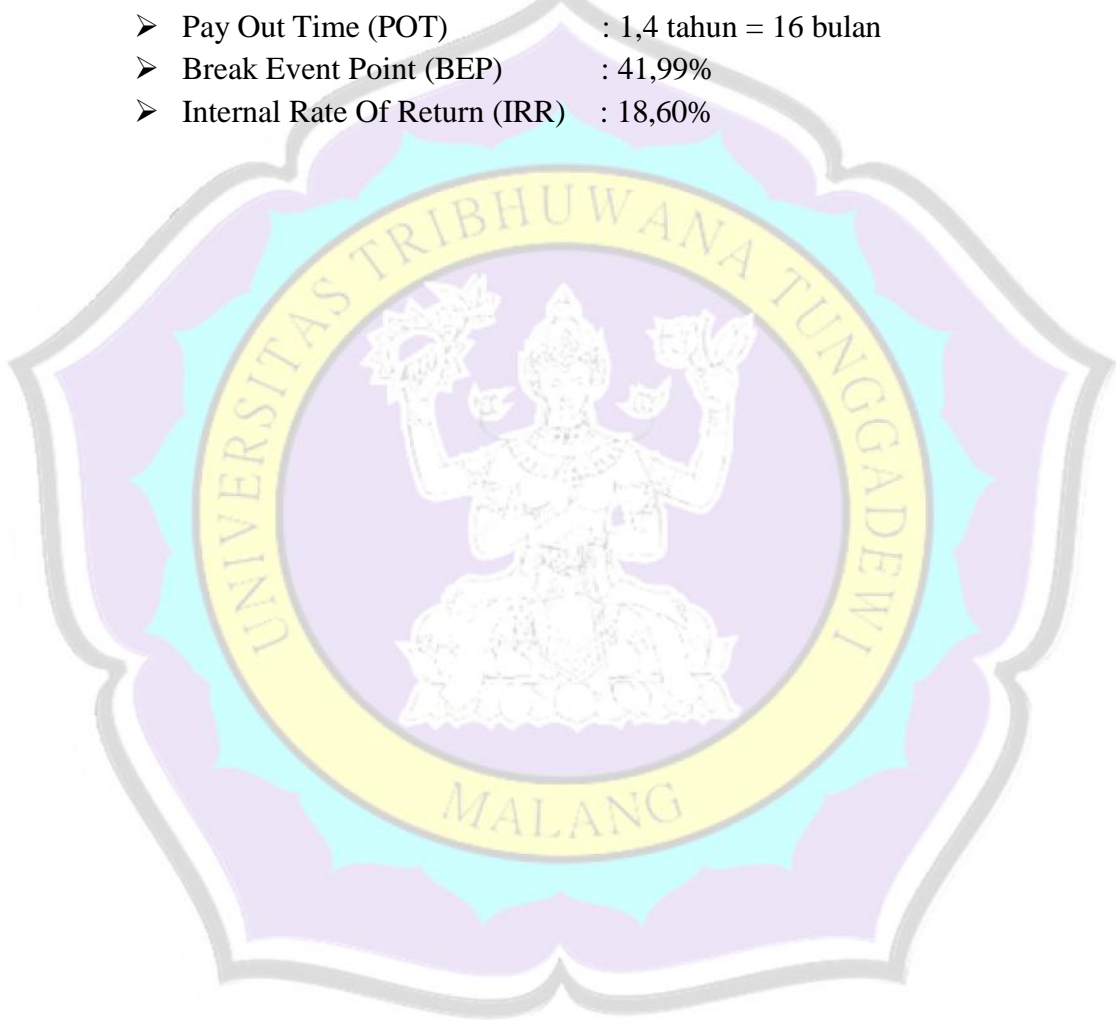 ➢ Pay Out Time (POT) : 1,4 tahun = 16 bulan
➢ Break Event Point (BEP) : 41,99%
➢ Internal Rate Of Return (IRR) : 18,60%
UNIVERSITAS TRIBHUWANA TUNGGADEWI
MALANG